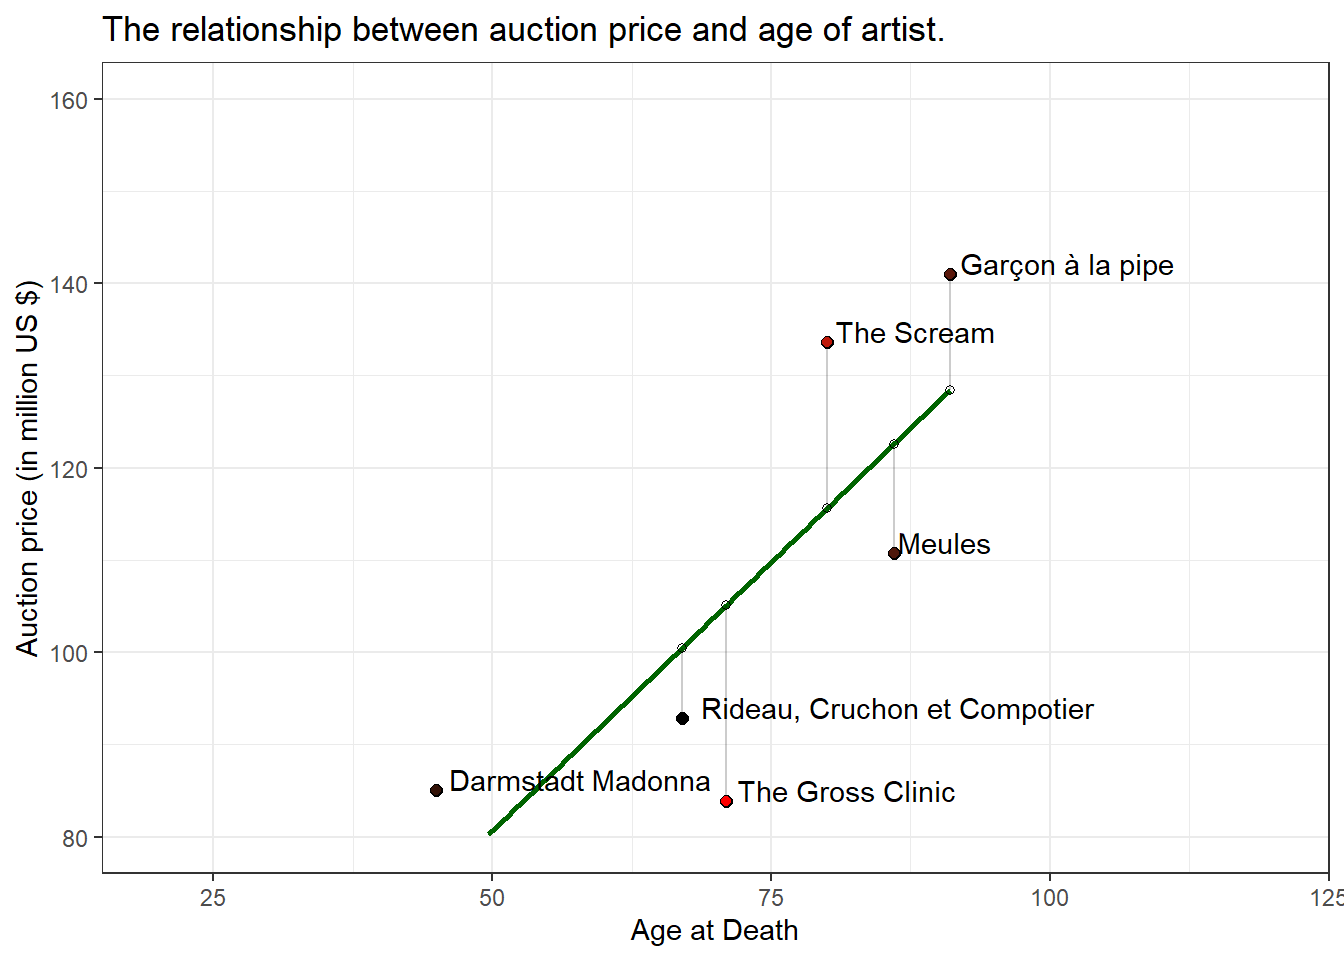 The relationship between auction price and age of artist.
Auction price (in million US $)
160
140
120
100
80
Garçon à la pipe
The Scream
Meules
Rideau, Cruchon et Compotier
Darmstadt Madonna
The Gross Clinic
25
50
75
100
125
Age at Death